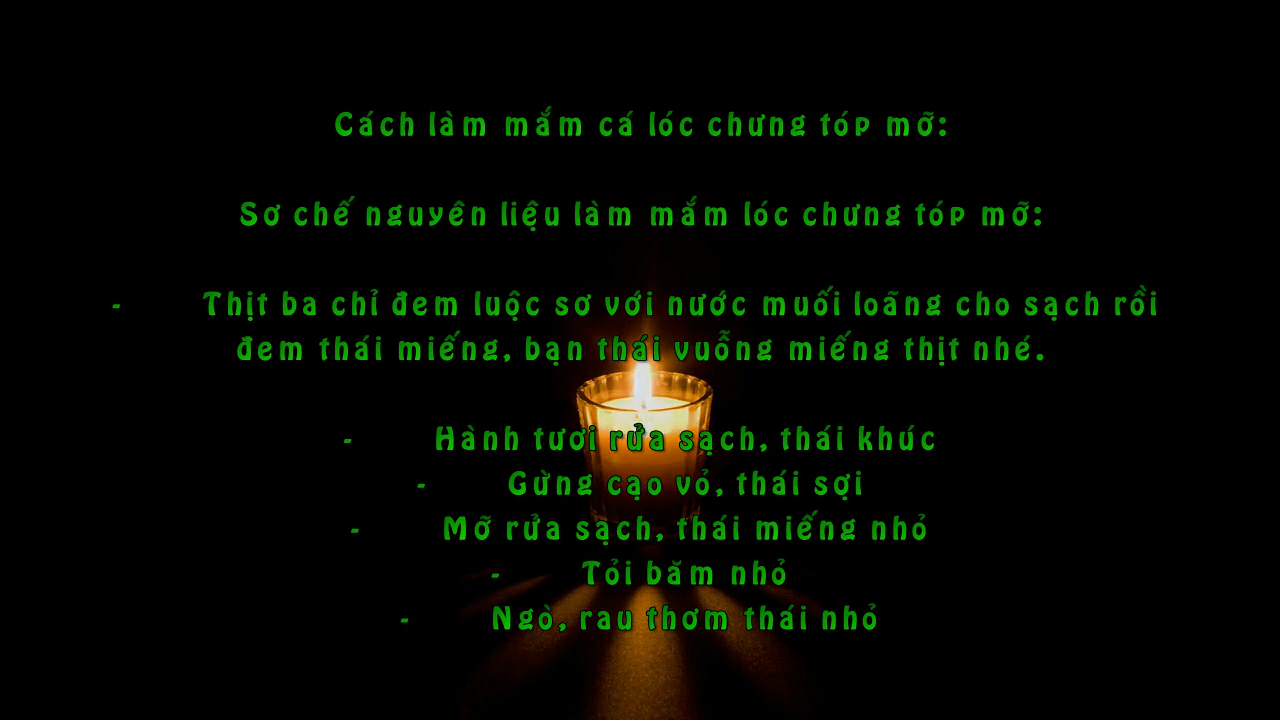 Cách làm mắm cá lóc chưng tóp mỡ:
Sơ chế nguyên liệu làm mắm lóc chưng tóp mỡ:
- Thịt ba chỉ đem luộc sơ với nước muối loãng cho sạch rồi
đem thái miếng, bạn thái vuỗng miếng thịt nhé.
- Hành tươi rửa sạch, thái khúc
- Gừng cạo vỏ, thái sợi
- Mỡ rửa sạch, thái miếng nhỏ
- Tỏi băm nhỏ
- Ngò, rau thơm thái nhỏ